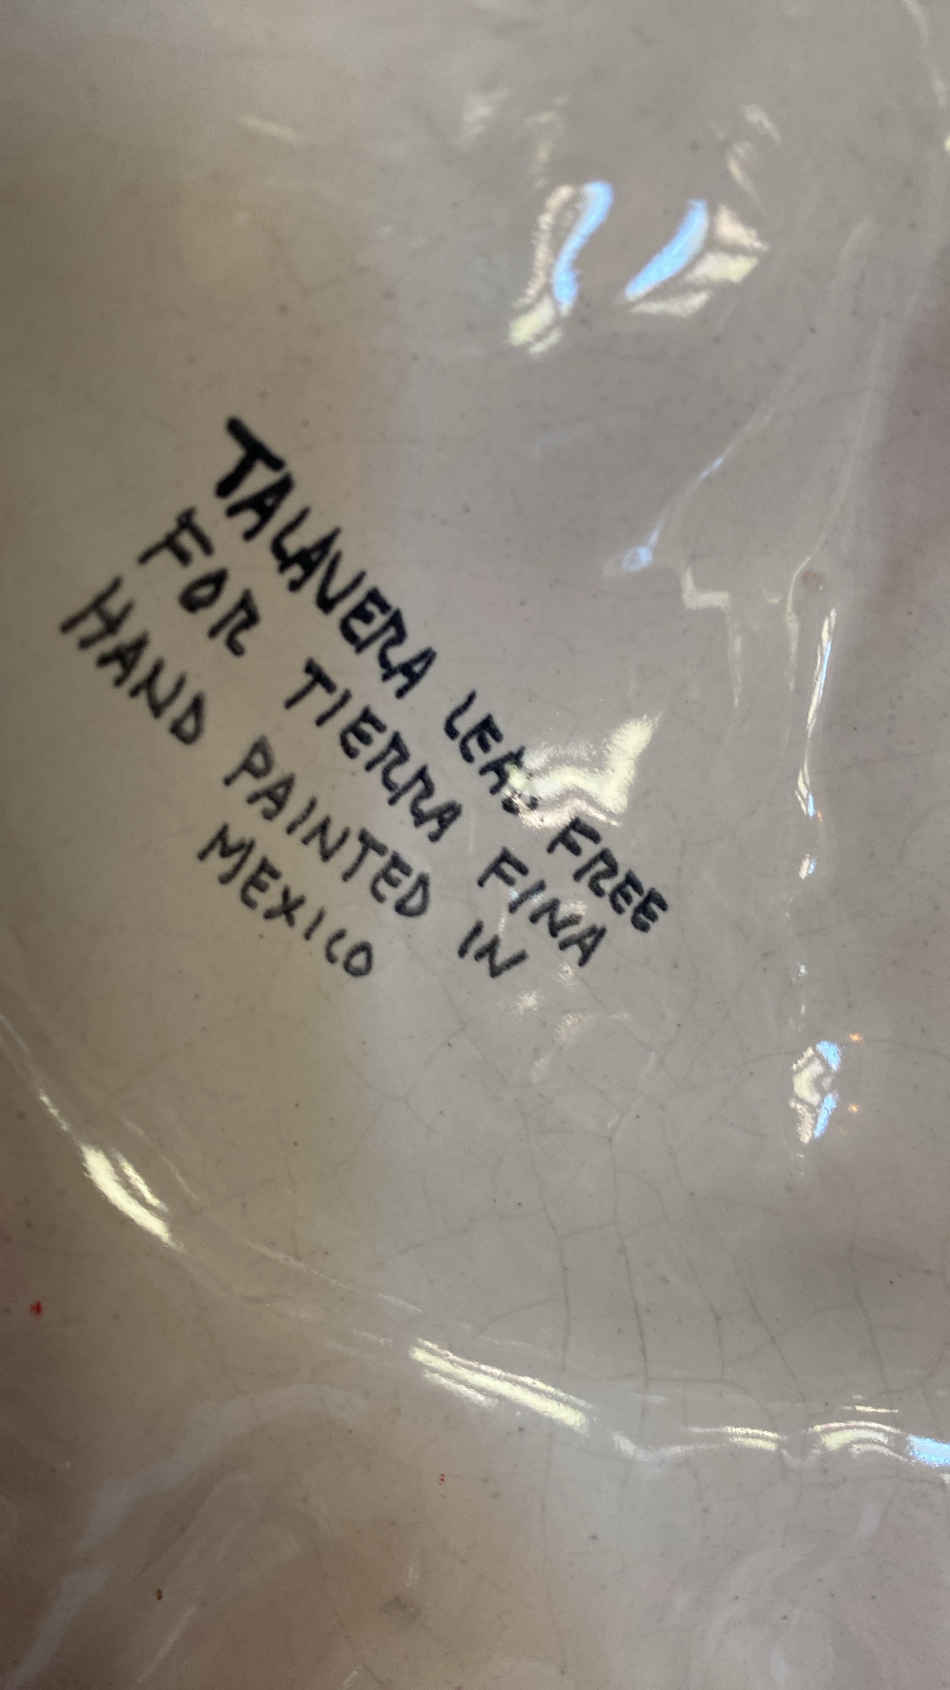 TALAVERA LEAD FREE
FOR TIERRA FINA
HAND PAINTED IN
MEXICO